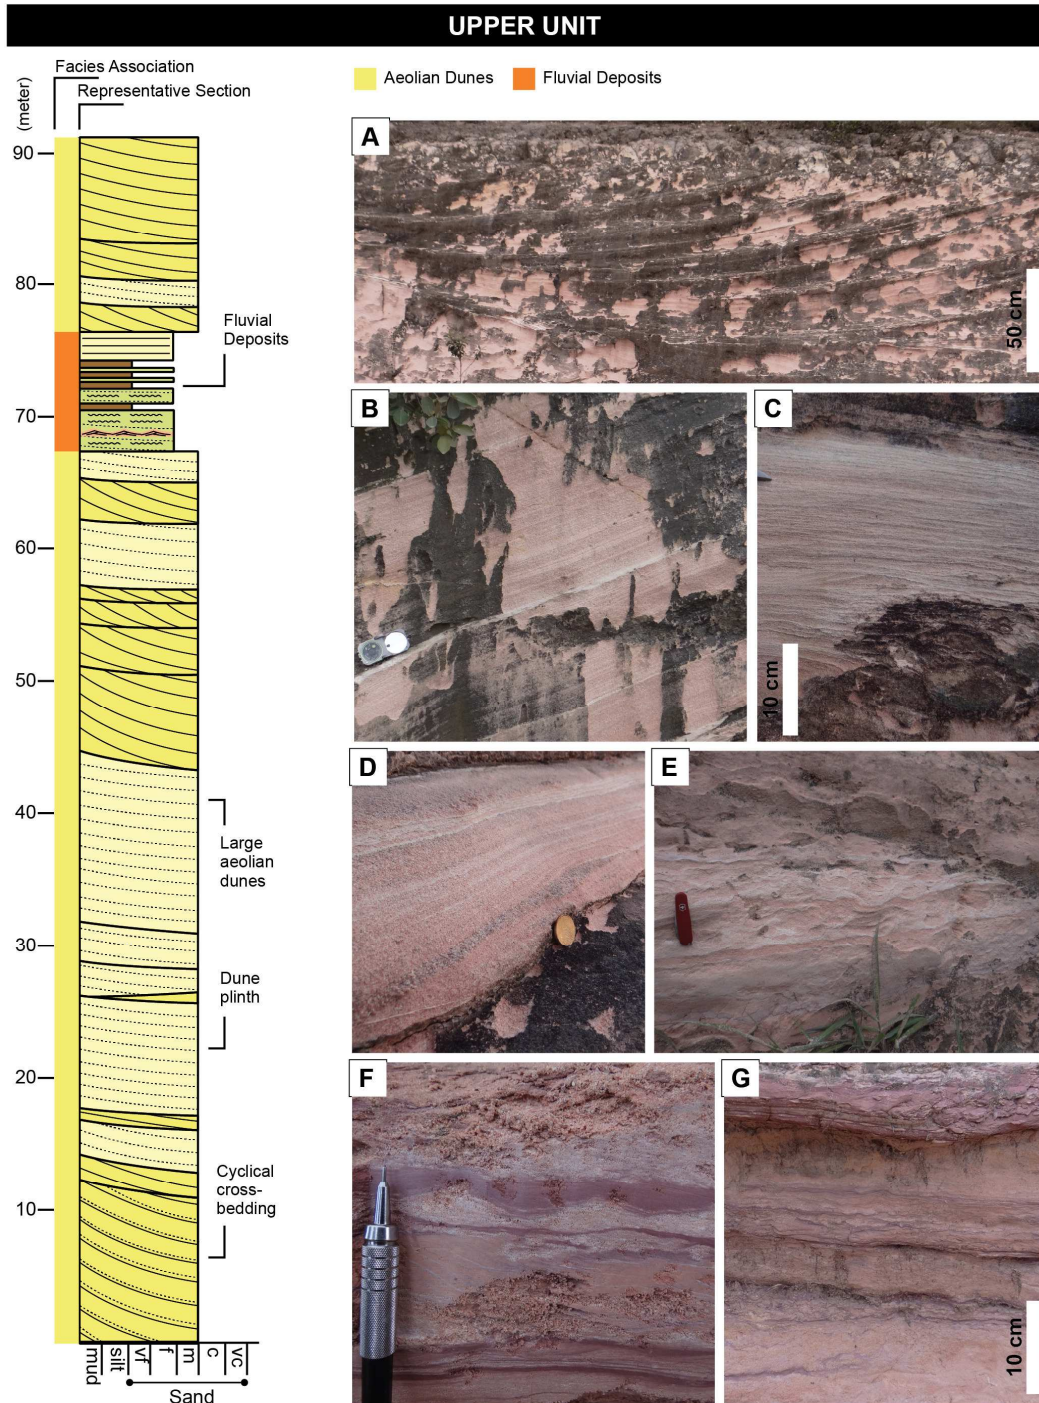 UPPER UNIT
Facies Association
Representative Section
(meter)
Aeolian Dunes
Fluvial Deposits
90
80
70
60
50
40
30
20
10
Fluvial
Deposits
Large
aeolian
dunes
Dune
plinth
Cyclical
cross-
bedding
mud
silt
vf
f
m
c
vc
Sand
A
50 cm
B
C
10 cm
D
E
F
G
10 cm